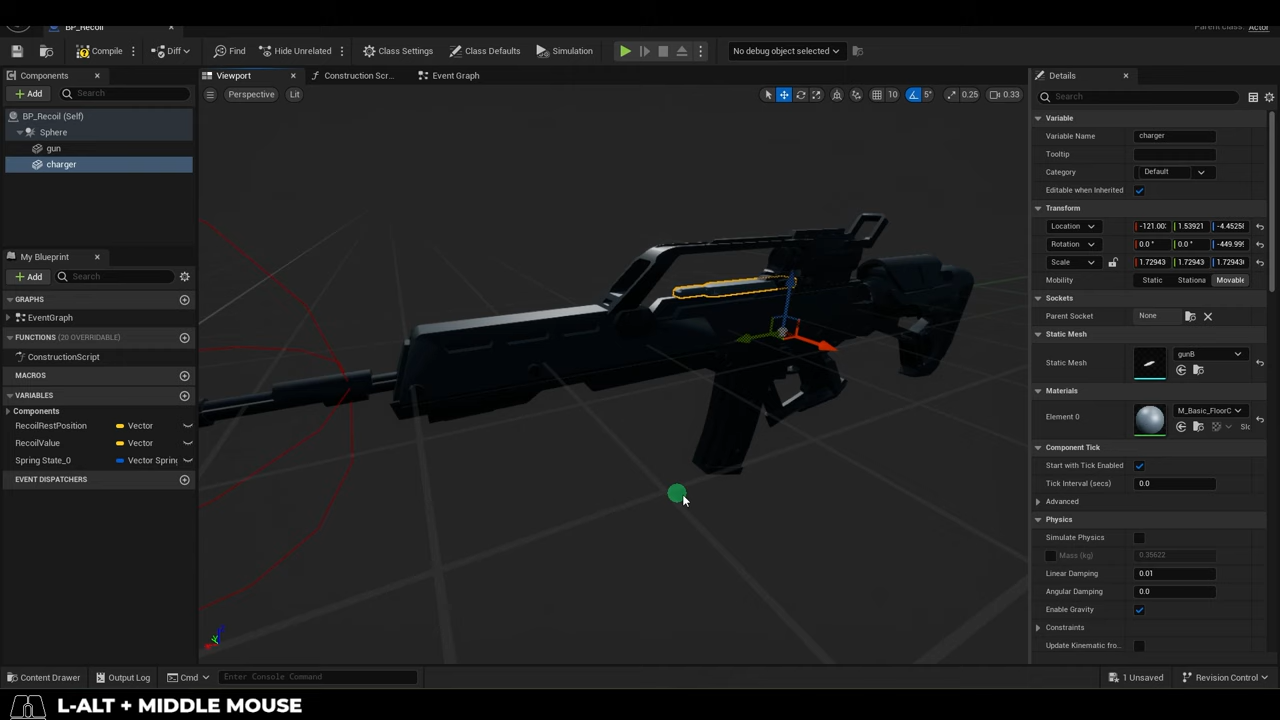 BP_Recoil
Parent Class: Actor
Compile
Diff
Find
Hide Unrelated
Class Settings
Class Defaults
Simulation
No debug object selected
Components
Viewport
Construction Scr...
Event Graph
Details
Add
Search
Perspective
Lit
10
5°
0.25
0.33
Search
BP_Recoil (Self)
Sphere
gun
charger
Variable
Variable Name
charger
Tooltip
Category
Default
Editable when Inherited
Transform
Location
-121.00
1.53921
-4.4525
Rotation
0.0 °
0.0 °
-449.99
Scale
1.72943
1.72943
1.72943
Mobility
Static
Stationa
Movable
Sockets
Parent Socket
None
Static Mesh
Static Mesh
gunB
Materials
Element 0
M_Basic_FloorC
Component Tick
Start with Tick Enabled
Tick Interval (secs)
0.0
Advanced
Physics
Simulate Physics
Mass (kg)
0.35622
Linear Damping
0.01
Angular Damping
0.0
Enable Gravity
Constraints
Update Kinematic fro...
My Blueprint
Add
Search
GRAPHS
EventGraph
FUNCTIONS (20 OVERRIDABLE)
ConstructionScript
MACROS
VARIABLES
Components
RecoilRestPosition
Vector
RecoilValue
Vector
Spring State_0
Vector Spring
EVENT DISPATCHERS
Content Drawer
Output Log
Cmd
Enter Console Command
1 Unsaved
Revision Control
L-ALT + MIDDLE MOUSE